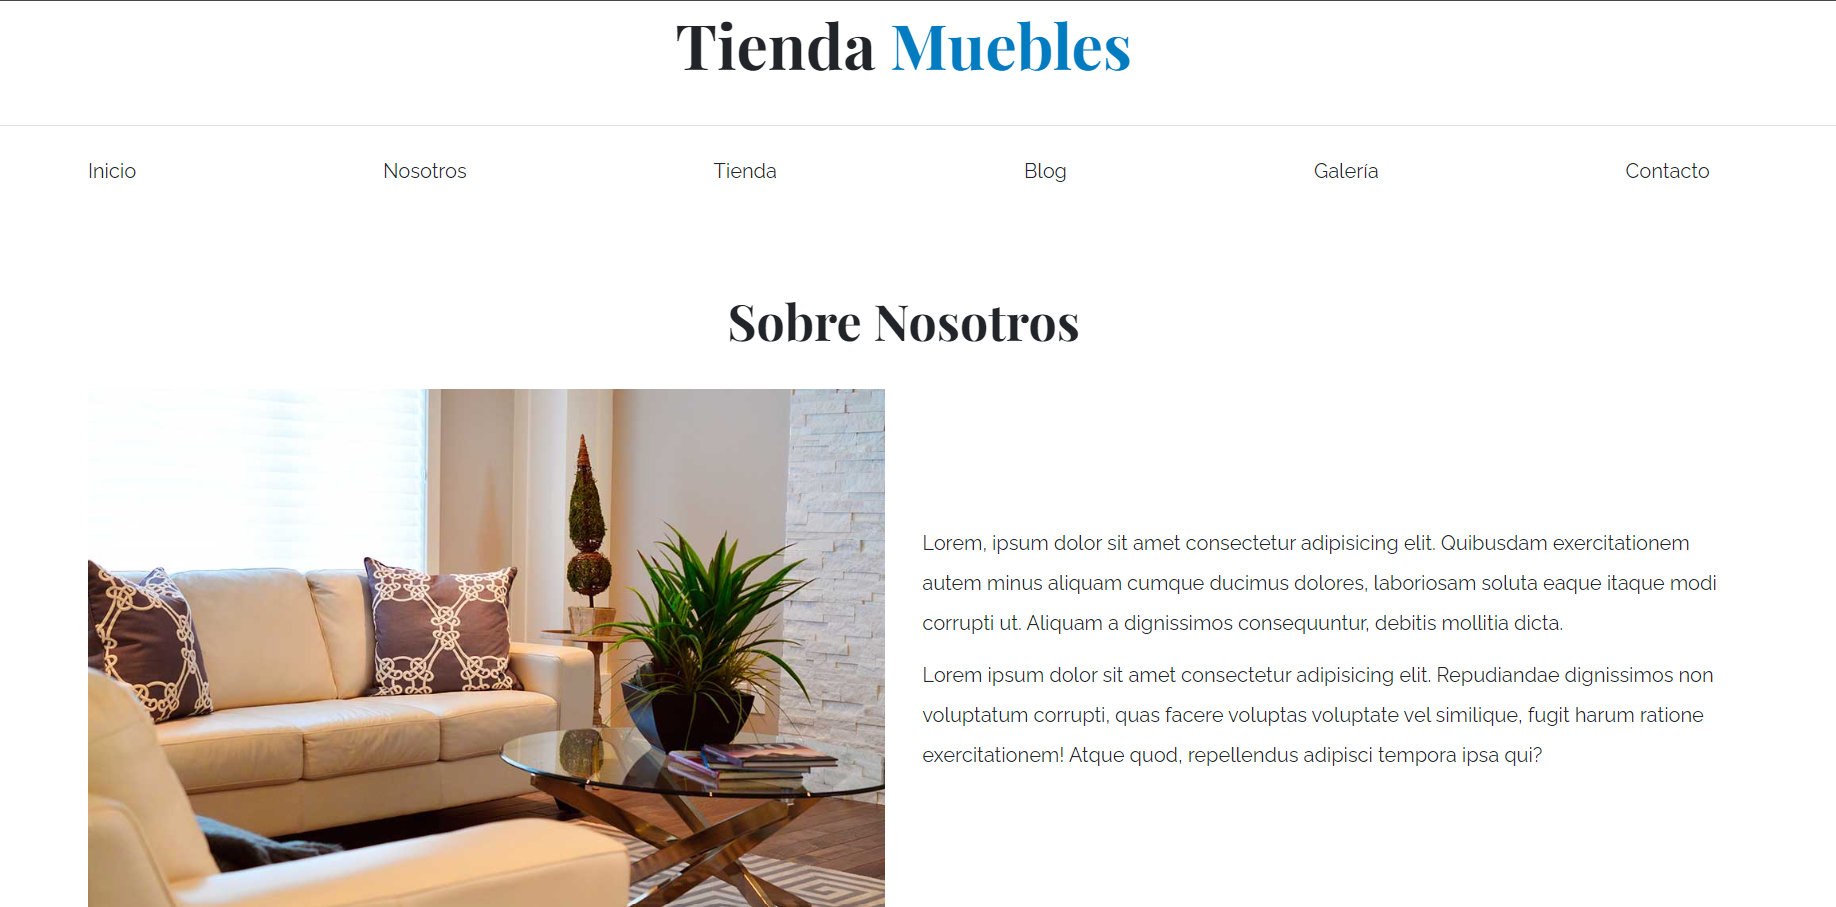 Tienda Muebles
Inicio Nosotros Tienda Blog Galería Contacto
Sobre Nosotros
Lorem, ipsum dolor sit amet consectetur adipisicing elit. Quibusdam exercitationem
autem minus aliquam cumque ducimus dolores, laboriosam soluta eaque itaque modi
corrupti ut. Aliquam a dignissimos consequuntur, debitis mollitia dicta.
Lorem ipsum dolor sit amet consectetur adipisicing elit. Repudiandae dignissimos non
voluptatum corrupti, quas facere voluptas voluptate vel similique, fugit harum ratione
exercitationem! Atque quod, repellendus adipisci tempora ipsa qui?